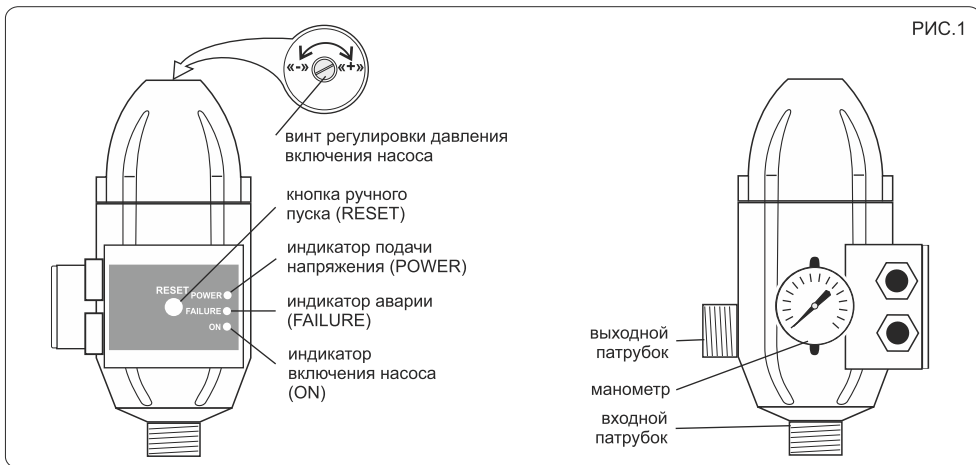 РИС.1
«-» «+»
винт регулировки давления
включения насоса
кнопка ручного
пуска (RESET)
индикатор подачи
напряжения (POWER)
RESET
POWER
FAILURE
ON
индикатор аварии
(FAILURE)
индикатор
включения насоса
(ON)
выходной
патрубок
манометр
входной
патрубок